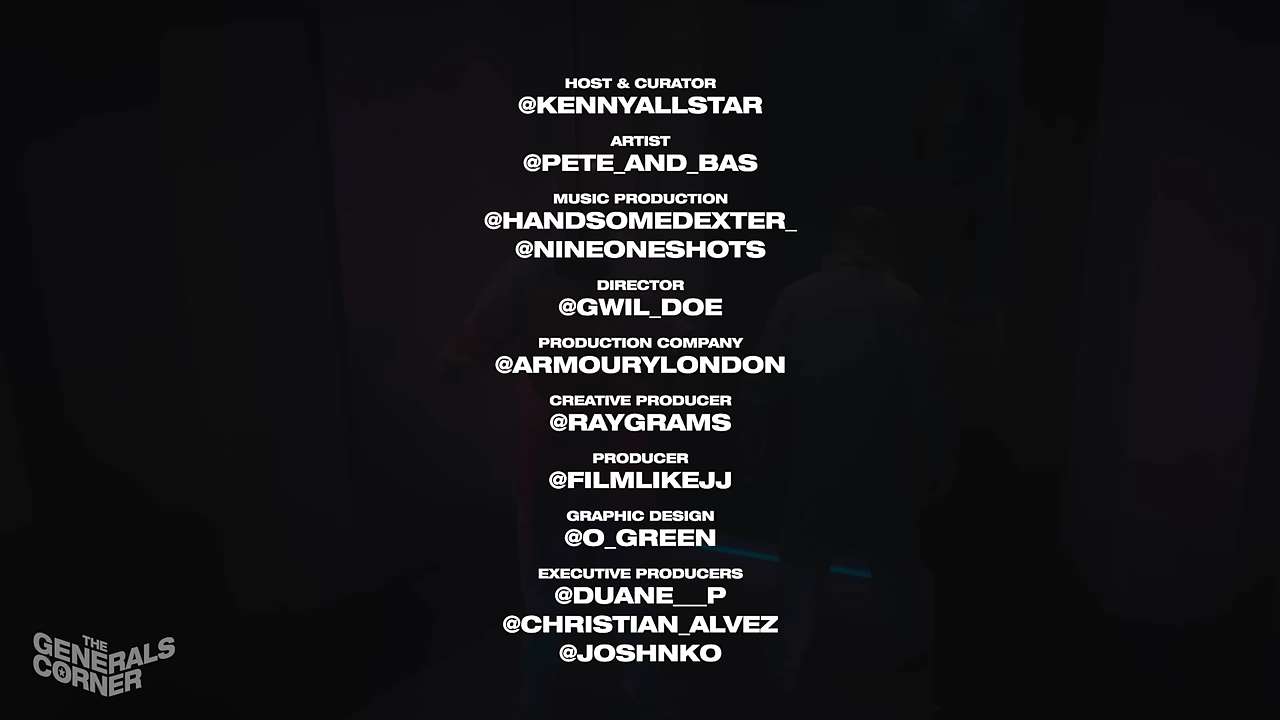 HOST & CURATOR
@KENNYALLSTAR
ARTIST
@PETE_AND_BAS
MUSIC PRODUCTION
@HANDSOMEDEXTER_
@NINEONESHOTS
DIRECTOR
@GWIL_DOE
PRODUCTION COMPANY
@ARMOURYLONDON
CREATIVE PRODUCER
@RAYGRAMS
PRODUCER
@FILMLIKEJJ
GRAPHIC DESIGN
@O_GREEN
EXECUTIVE PRODUCERS
@DUANE___P
@CHRISTIAN_ALVEZ
@JOSHNKO
THE
GENERALS
CORNER